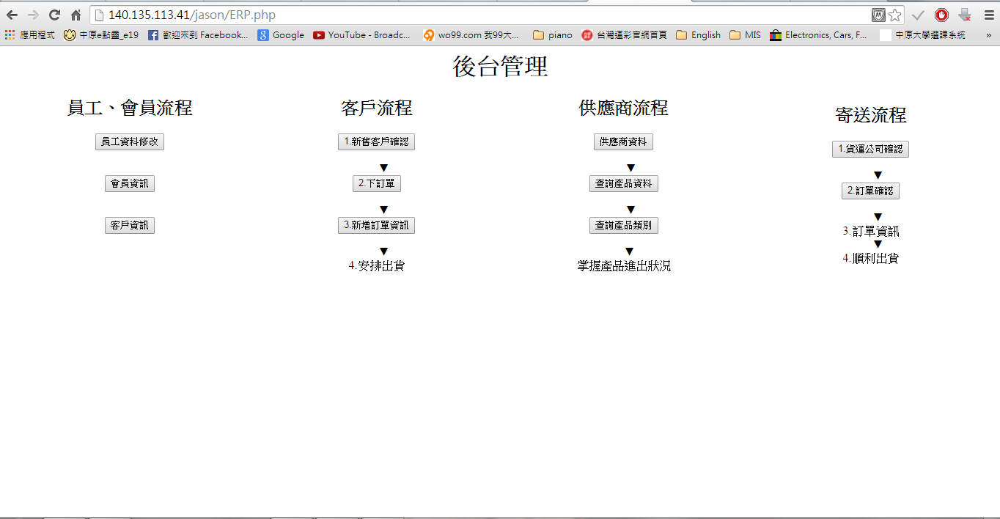 140.135.113.41/jason/ERP.php
應用程式 中原e點靈_e19 歡迎來到 Facebook... Google YouTube - Broadc... wo99.com 我99大... piano 台灣運彩官網首頁 English MIS Electronics, Cars, F... 中原大學選課系統 »
後台管理
員工、會員流程
員工資料修改
會員資訊
客戶資訊
客戶流程
1.新舊客戶確認
▼
2.下訂單
▼
3.新增訂單資訊
▼
4.安排出貨
供應商流程
供應商資料
▼
查詢產品資料
▼
查詢產品類別
▼
掌握產品進出狀況
寄送流程
1.貨運公司確認
▼
2.訂單確認
▼
3.訂單資訊
▼
4.順利出貨